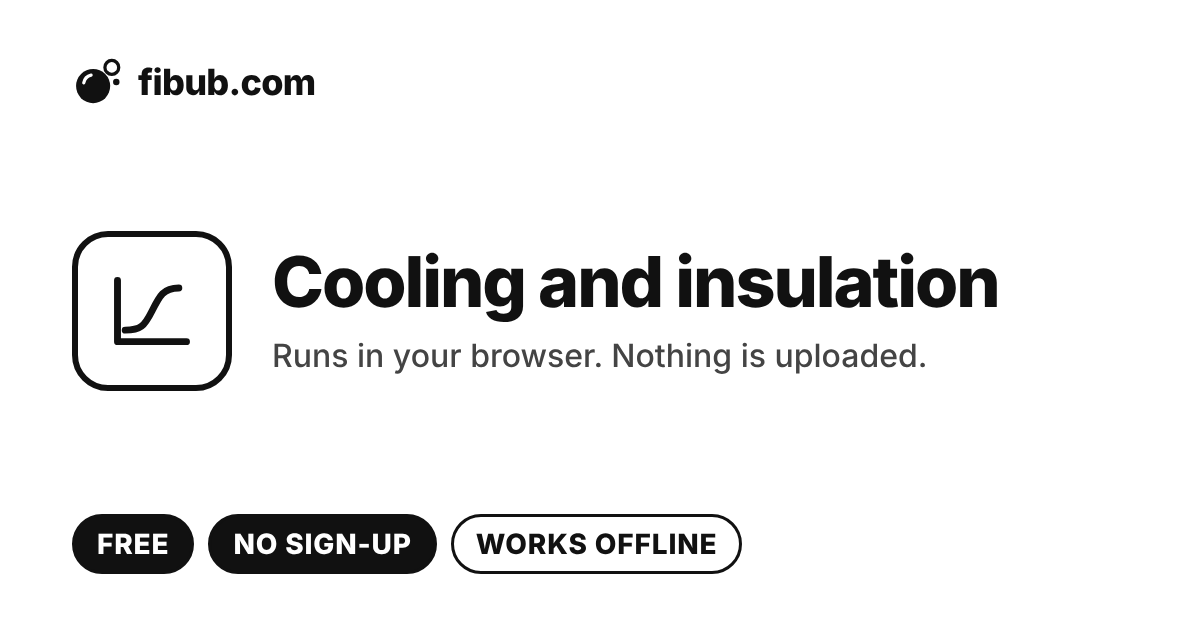 fibub.com
Cooling and insulation
Runs in your browser. Nothing is uploaded.
FREE
NO SIGN-UP
WORKS OFFLINE